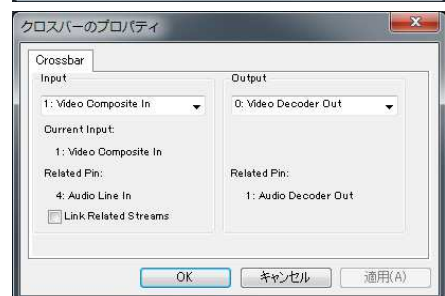 クロスバーのプロパティ
Crossbar
Input
1: Video Composite In
Current Input:
1: Video Composite In
Related Pin:
4: Audio Line In
Link Related Streams
Output
0: Video Decoder Out
Related Pin:
1: Audio Decoder Out
OK
キャンセル
適用(A)